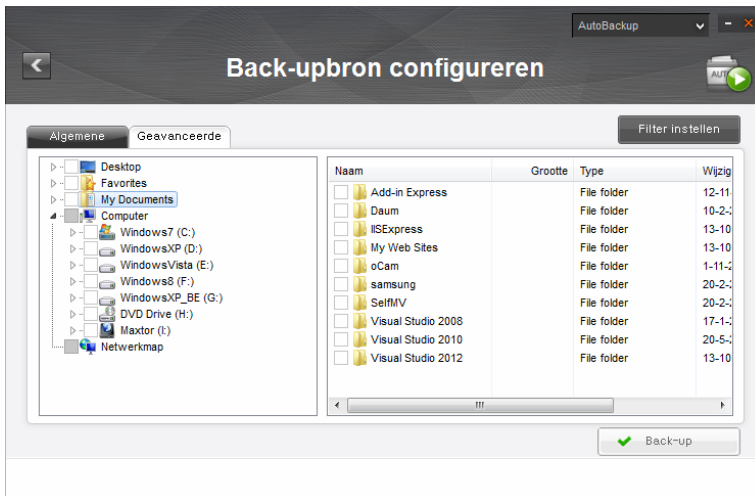 AutoBackup
Back-upbron configureren
AUTO
Algemene
Geavanceerde
Filter instellen
Desktop
Favorites
My Documents
Computer
Windows7 (C:)
WindowsXP (D:)
WindowsVista (E:)
Windows8 (F:)
WindowsXP_BE (G:)
DVD Drive (H:)
Maxtor (I:)
Netwerkmap
Naam Grootte Type Wijzig
Add-in Express File folder 12-11-
Daum File folder 10-2-2
IISExpress File folder 13-10
My Web Sites File folder 13-10
oCam File folder 1-11-2
samsung File folder 20-2-2
SelfMV File folder 20-2-2
Visual Studio 2008 File folder 17-1-2
Visual Studio 2010 File folder 20-5-2
Visual Studio 2012 File folder 13-10
Back-up